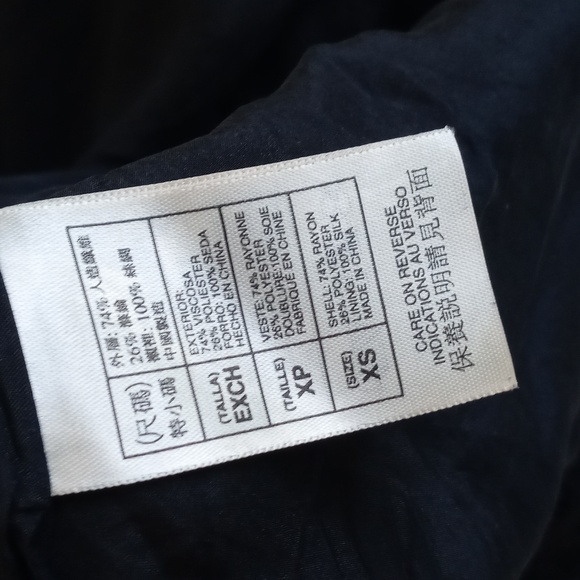 (尺碼)
特小碼
外層: 74% 人造纖維
26% 滌綸
襯裡: 100% 絲綢
中國製造
(TALLA)
EXCH
EXTERIOR:
74% VISCOSA
26% POLIESTER
FORRO: 100% SEDA
HECHO EN CHINA
(TAILLE)
XP
VESTE: 74% RAYONNE
26% POLYESTER
DOUBLURE:100% SOIE
FABRIQUÉ EN CHINE
(SIZE)
XS
SHELL: 74% RAYON
26% POLYESTER
LINING: 100% SILK
MADE IN CHINA
CARE ON REVERSE
INDICATIONS AU VERSO
保養説明請見背面